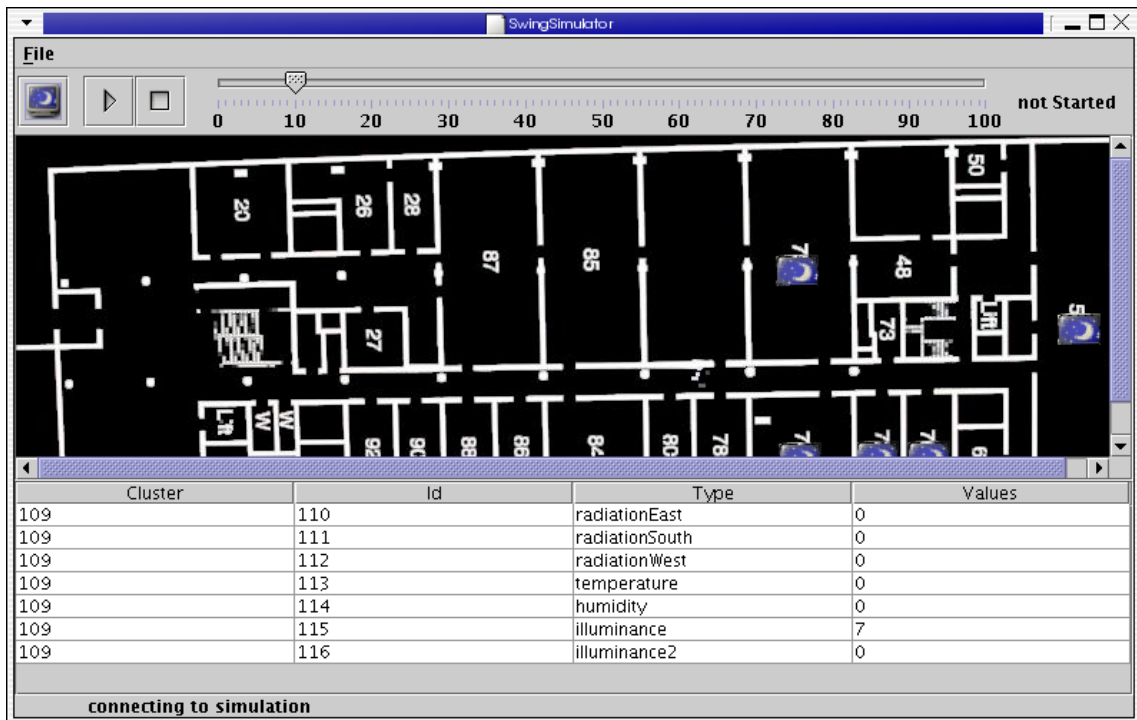 SwingSimulator
File
not Started
0 10 20 30 40 50 60 70 80 90 100
50
20 26 28
87 85 48
27 73 Lift
W W
92 90 88 86 84 80 78
Cluster Id Type Values
109 110 radiationEast 0
109 111 radiationSouth 0
109 112 radiationWest 0
109 113 temperature 0
109 114 humidity 0
109 115 illuminance 7
109 116 illuminance2 0
connecting to simulation